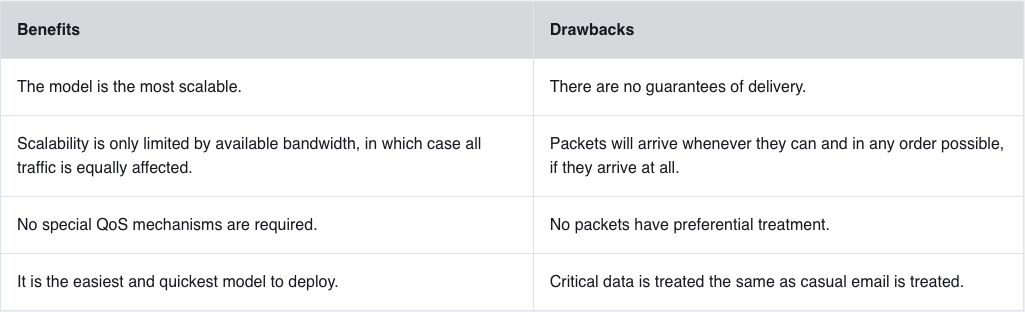 Benefits
Drawbacks
The model is the most scalable.
There are no guarantees of delivery.
Scalability is only limited by available bandwidth, in which case all
traffic is equally affected.
Packets will arrive whenever they can and in any order possible,
if they arrive at all.
No special QoS mechanisms are required.
No packets have preferential treatment.
It is the easiest and quickest model to deploy.
Critical data is treated the same as casual email is treated.